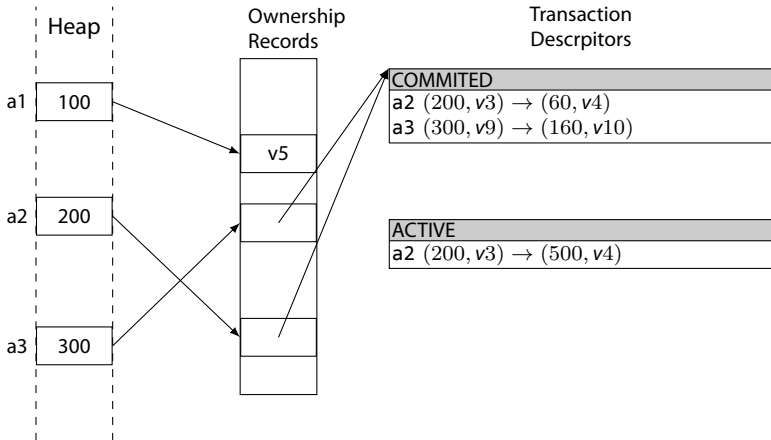 Heap
Ownership
Records
Transaction
Descrpitors
a1
100
v5
a2
200
a3
300
COMMITED
a2 (200, v3) → (60, v4)
a3 (300, v9) → (160, v10)
ACTIVE
a2 (200, v3) → (500, v4)